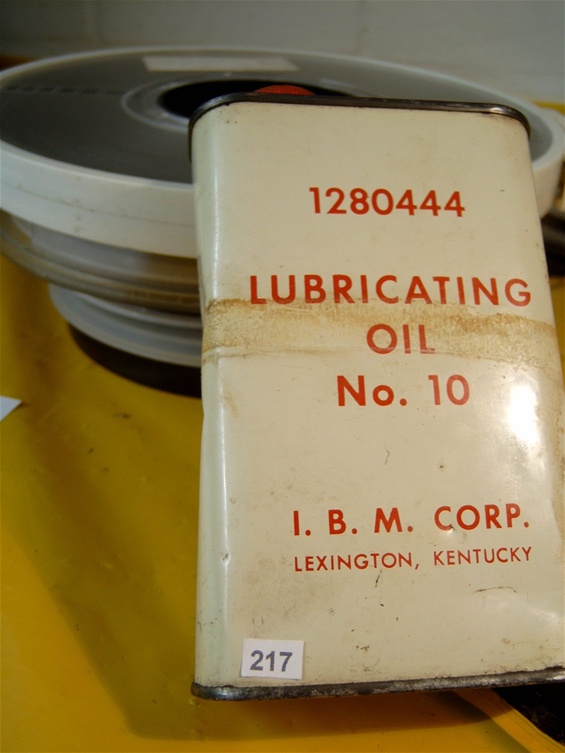 1280444
LUBRICATING
OIL
No. 10
I. B. M. CORP.
LEXINGTON, KENTUCKY
217